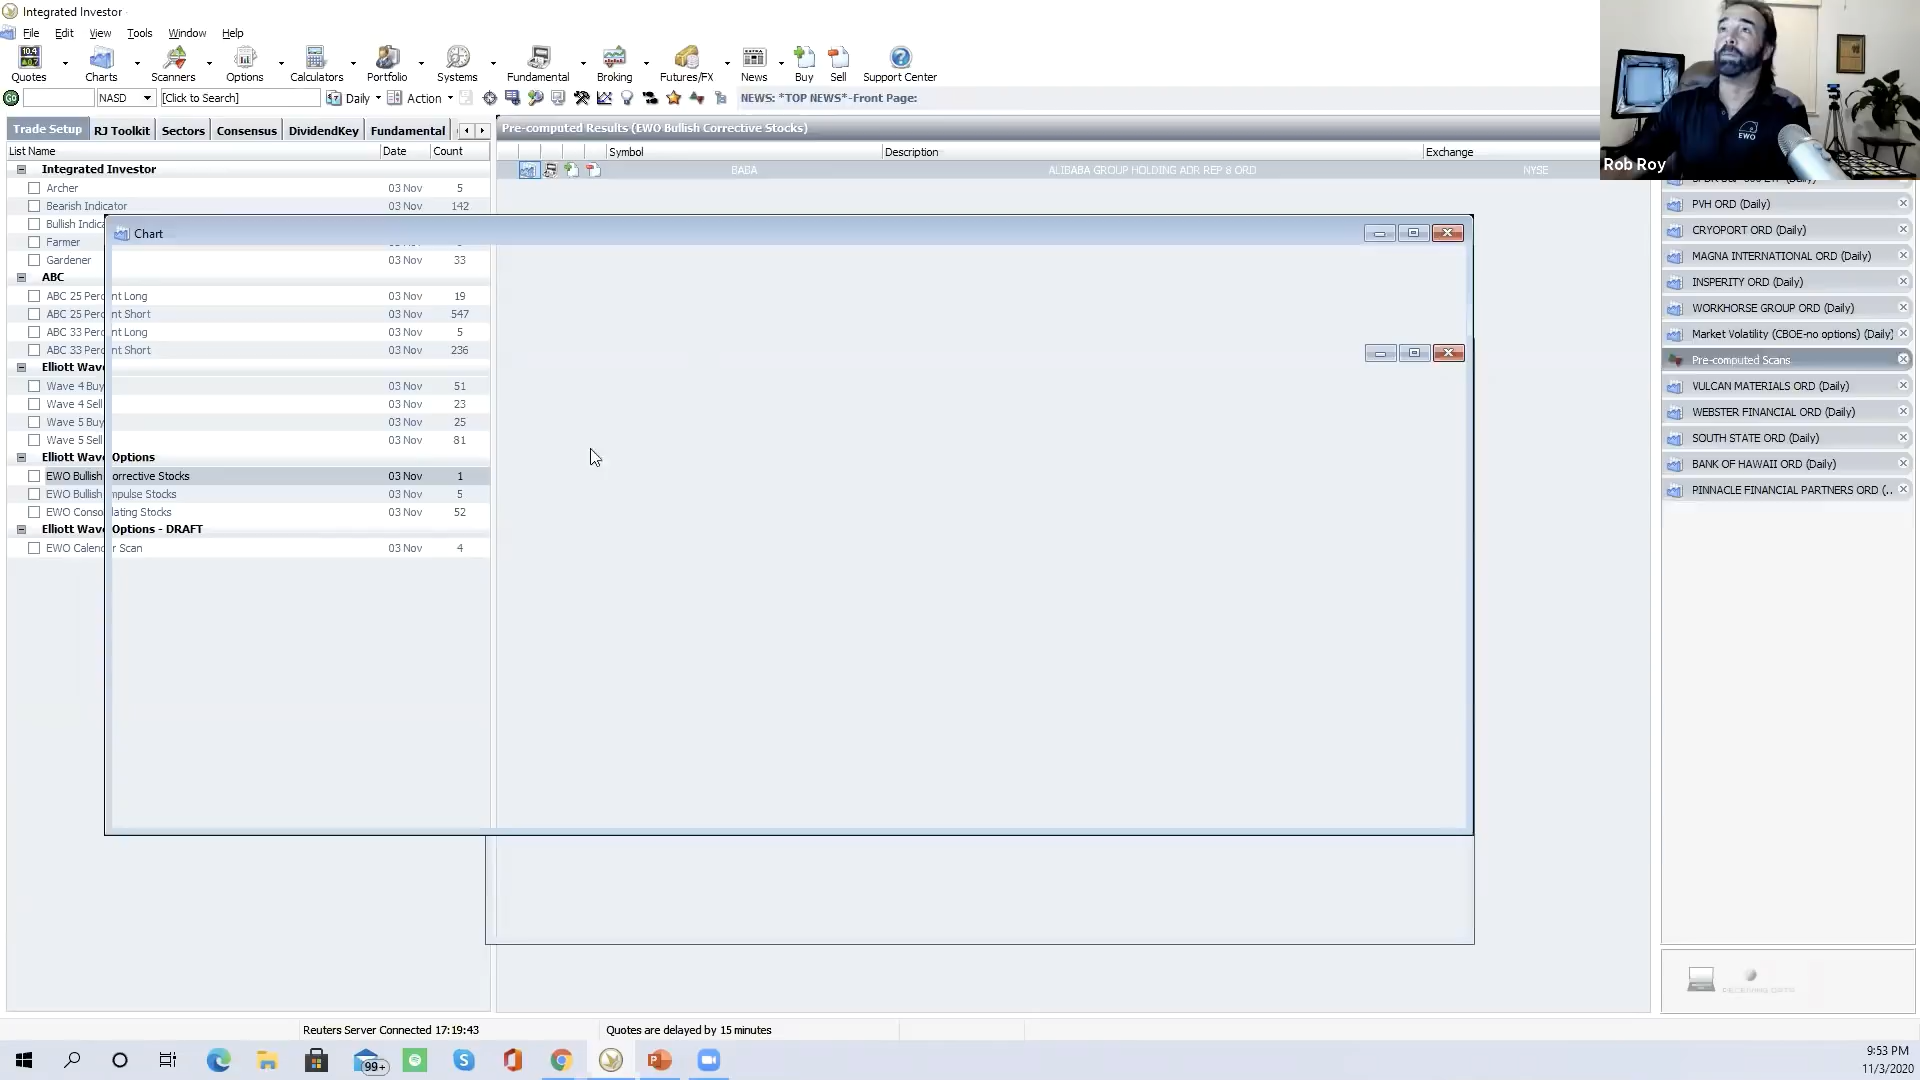 Integrated Investor
File Edit View Tools Window Help
Quotes Charts Scanners Options Calculators Portfolio Systems Fundamental Broking Futures/FX News Buy Sell Support Center
GO NASD [Click to Search] Daily Action NEWS: *TOP NEWS*-Front Page:
Trade Setup RJ Toolkit Sectors Consensus DividendKey Fundamental
Pre-computed Results (EWO Bullish Corrective Stocks)
List Name Date Count
Symbol Description Exchange
BABA ALIBABA GROUP HOLDING ADR REP 8 ORD NYSE
Integrated Investor
Archer 03 Nov 5
Bearish Indicator 03 Nov 142
Bullish Indica
Farmer
Gardener 03 Nov 33
ABC
ABC 25 Perc nt Long 03 Nov 19
ABC 25 Perc nt Short 03 Nov 547
ABC 33 Perc nt Long 03 Nov 5
ABC 33 Perc nt Short 03 Nov 236
Elliott Wave
Wave 4 Buy 03 Nov 51
Wave 4 Sell 03 Nov 23
Wave 5 Buy 03 Nov 25
Wave 5 Sell 03 Nov 81
Elliott Wave Options
EWO Bullish orrective Stocks 03 Nov 1
EWO Bullish mpulse Stocks 03 Nov 5
EWO Conso lating Stocks 03 Nov 52
Elliott Wave Options - DRAFT
EWO Calend r Scan 03 Nov 4
Chart
EWO
Rob Roy
PVH ORD (Daily)
CRYOPORT ORD (Daily)
MAGNA INTERNATIONAL ORD (Daily)
INSPERITY ORD (Daily)
WORKHORSE GROUP ORD (Daily)
Market Volatility (CBOE-no options) (Daily)
Pre-computed Scans
VULCAN MATERIALS ORD (Daily)
WEBSTER FINANCIAL ORD (Daily)
SOUTH STATE ORD (Daily)
BANK OF HAWAII ORD (Daily)
PINNACLE FINANCIAL PARTNERS ORD (..
RECEIVING DATA
Reuters Server Connected 17:19:43 Quotes are delayed by 15 minutes
99+
9:53 PM
11/3/2020